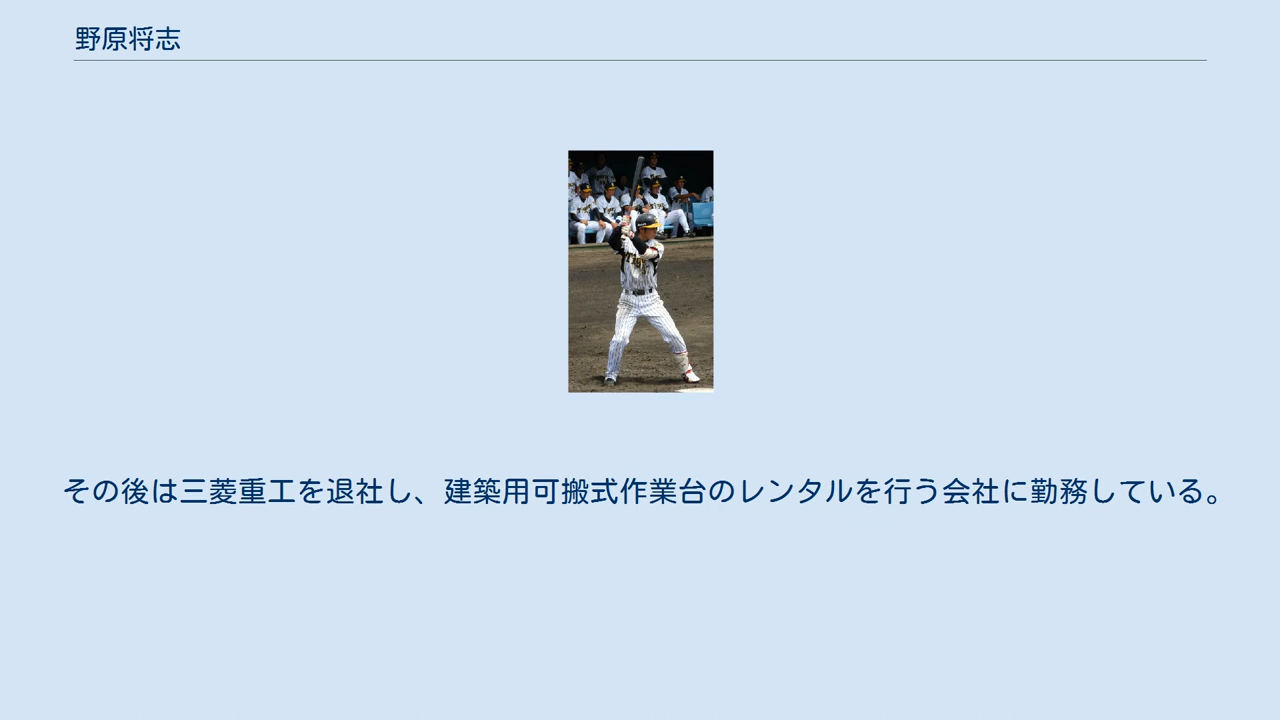 野原将志
その後は三菱重工を退社し、建築用可搬式作業台のレンタルを行う会社に勤務している。